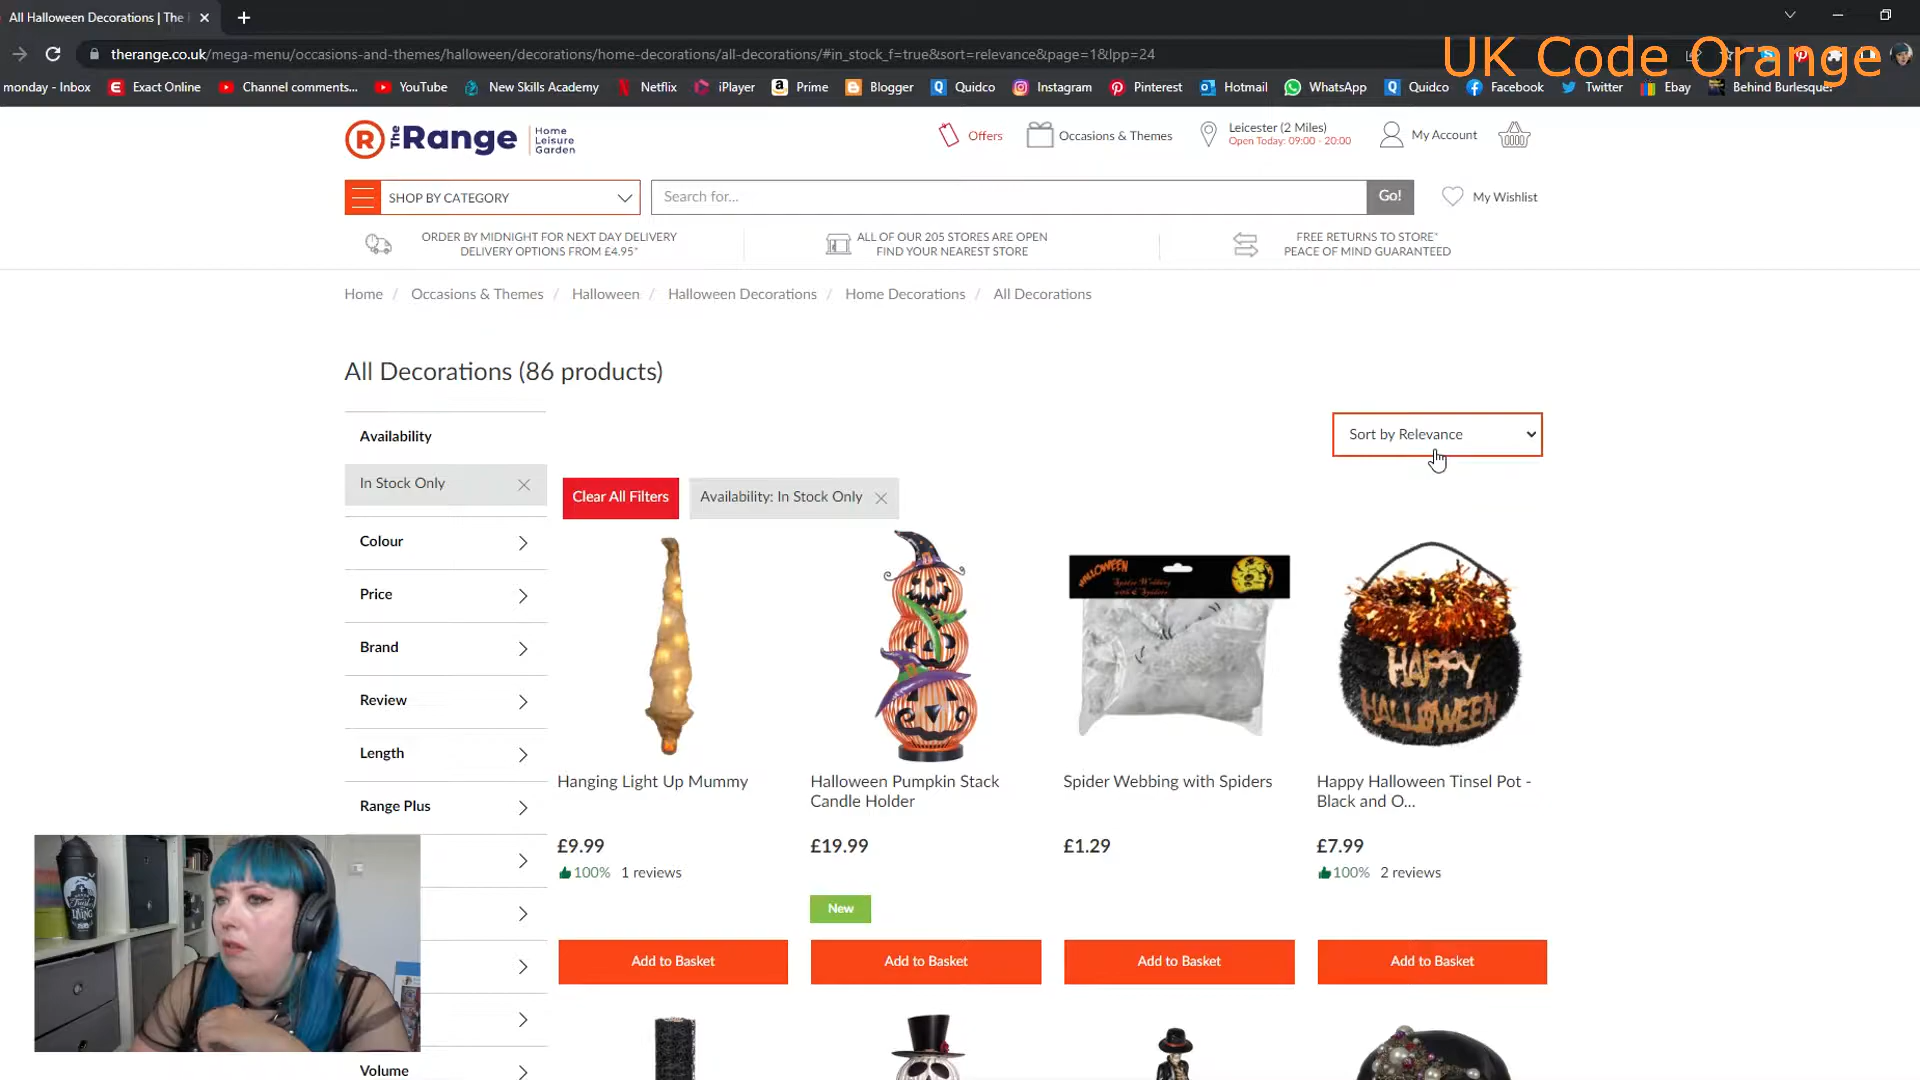 All Halloween Decorations | The
therange.co.uk/mega-menu/occasions-and-themes/halloween/decorations/home-decorations/all-decorations/#in_stock_f=true&sort=relevance&page=1&lpp=24
UK Code Orange
monday - Inbox Exact Online Channel comments... YouTube New Skills Academy Netflix iPlayer Prime Blogger Quidco Instagram Pinterest Hotmail WhatsApp Quidco Facebook Twitter Ebay Behind Burlesque:
R The Range Home Leisure Garden
Offers Occasions & Themes
Leicester (2 Miles)
Open Today: 09:00 - 20:00
My Account
SHOP BY CATEGORY Search for... Go! My Wishlist
ORDER BY MIDNIGHT FOR NEXT DAY DELIVERY
DELIVERY OPTIONS FROM £4.95*
ALL OF OUR 205 STORES ARE OPEN
FIND YOUR NEAREST STORE
FREE RETURNS TO STORE*
PEACE OF MIND GUARANTEED
Home / Occasions & Themes / Halloween / Halloween Decorations / Home Decorations / All Decorations
All Decorations (86 products)
Availability
In Stock Only
Colour
Price
Brand
Review
Length
Range Plus
Volume
Sort by Relevance
Clear All Filters Availability: In Stock Only
HALLOWEEN
Spider Webbing
HAPPY
HALLOWEEN
Hanging Light Up Mummy
£9.99
100% 1 reviews
Add to Basket
Halloween Pumpkin Stack
Candle Holder
£19.99
New
Add to Basket
Spider Webbing with Spiders
£1.29
Add to Basket
Happy Halloween Tinsel Pot -
Black and O...
£7.99
100% 2 reviews
Add to Basket
LIVING